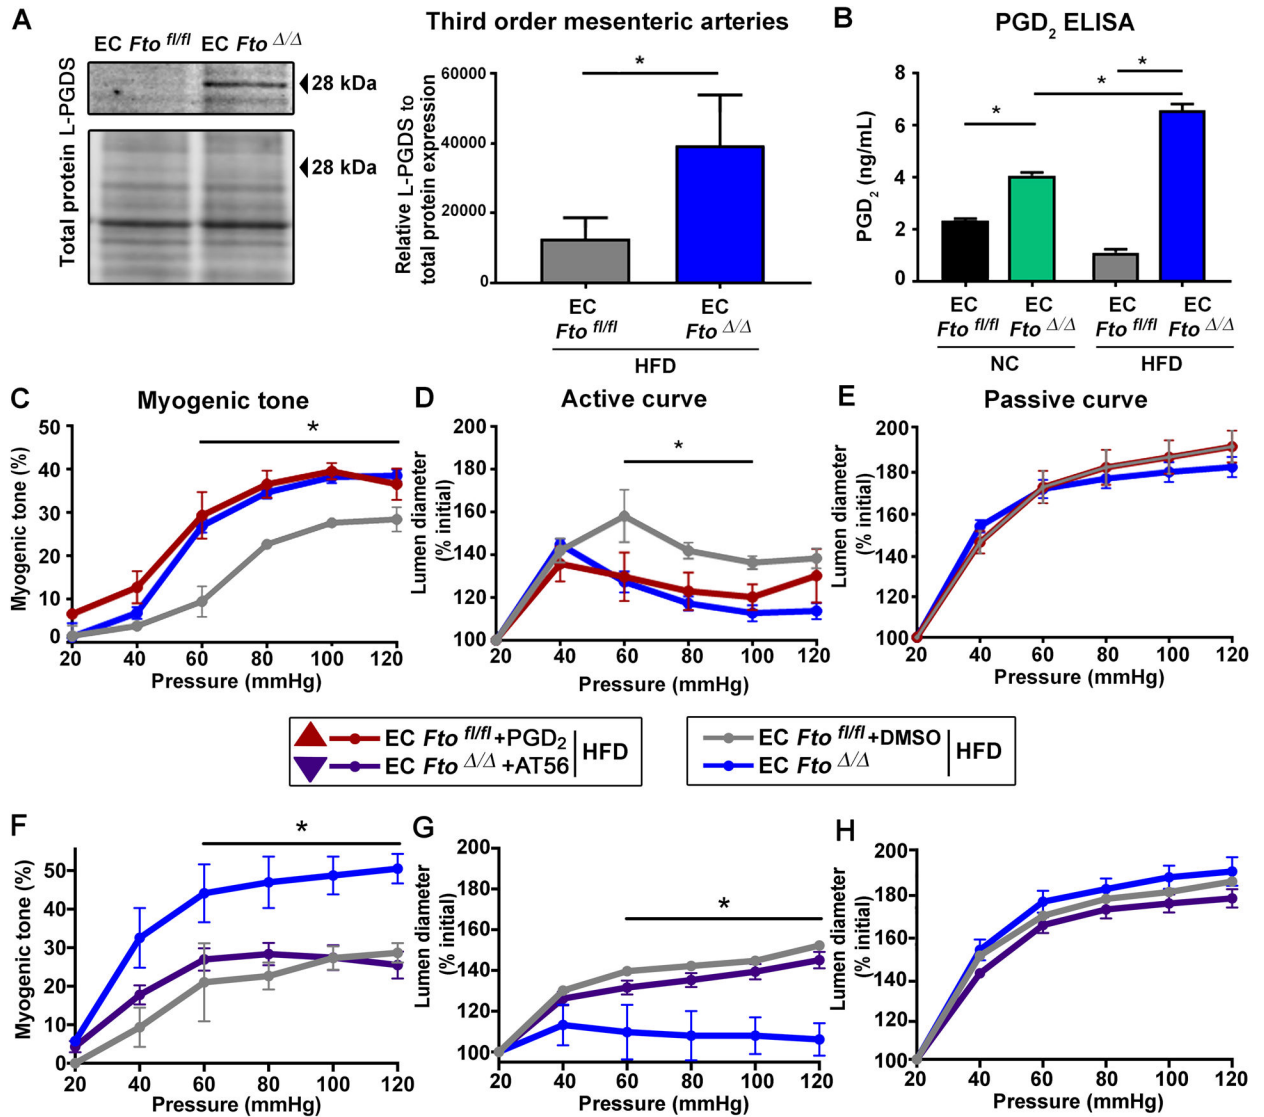 A
EC Fto fl/fl EC Fto Δ/Δ
Total protein L-PGDS
28 kDa
28 kDa
Third order mesenteric arteries
Relative L-PGDS to
total protein expression
60000
40000
20000
0
*
EC
Fto fl/fl
EC
Fto Δ/Δ
HFD
B
PGD2 ELISA
PGD2 (ng/mL)
8
6
4
2
0
*
*
*
EC
Fto fl/fl
EC
Fto Δ/Δ
EC
Fto fl/fl
EC
Fto Δ/Δ
NC
HFD
C
Myogenic tone
Myogenic tone (%)
50
40
30
20
10
0
*
20 40 60 80 100 120
Pressure (mmHg)
D
Active curve
Lumen diameter
(% initial)
200
180
160
140
120
100
*
20 40 60 80 100 120
Pressure (mmHg)
E
Passive curve
Lumen diameter
(% initial)
200
180
160
140
120
100
20 40 60 80 100 120
Pressure (mmHg)
EC Fto fl/fl+PGD2
EC Fto Δ/Δ +AT56
HFD
EC Fto fl/fl+DMSO
EC Fto Δ/Δ
HFD
F
Myogenic tone (%)
50
40
30
20
10
0
*
20 40 60 80 100 120
Pressure (mmHg)
G
Lumen diameter
(% initial)
200
180
160
140
120
100
*
20 40 60 80 100 120
Pressure (mmHg)
H
Lumen diameter
(% initial)
200
180
160
140
120
100
20 40 60 80 100 120
Pressure (mmHg)